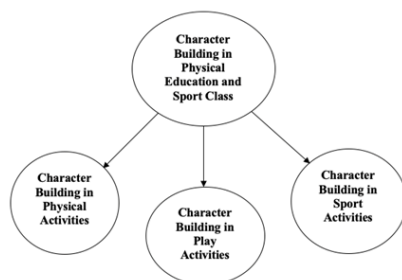 Character
Building in
Physical
Education and
Sport Class
Character
Building in
Physical
Activities
Character
Building in
Play
Activities
Character
Building in
Sport
Activities